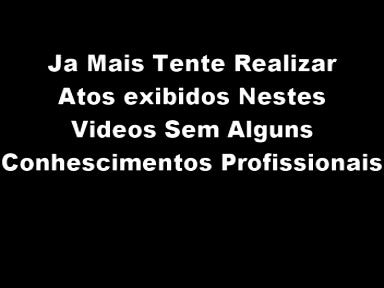 Ja Mais Tente Realizar
Atos exibidos Nestes
Videos Sem Alguns
Conhescimentos Profissionais